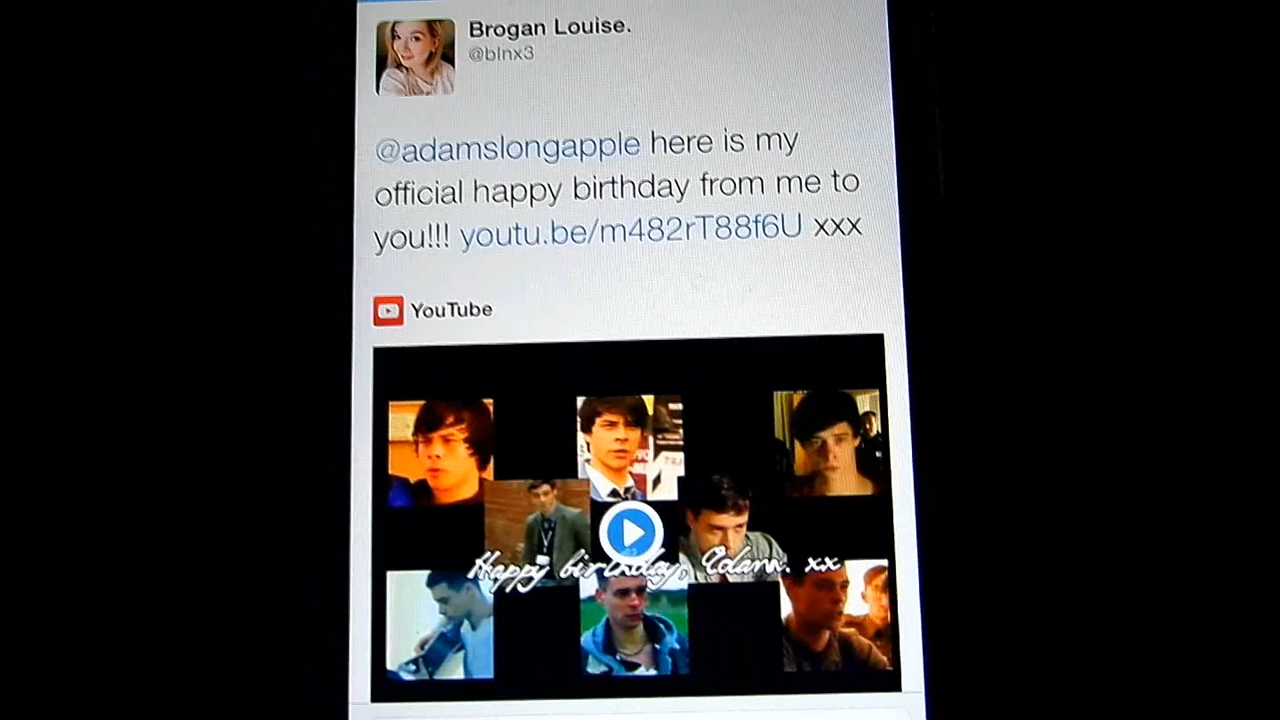 Brogan Louise.
@blnx3
@adamslongapple here is my
official happy birthday from me to
you!!! youtu.be/m482rT88f6U xxx
YouTube
Happy birthday, Adam. xx